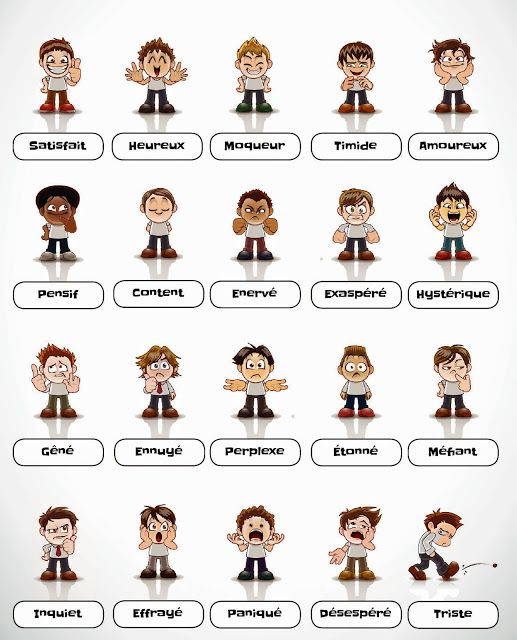 Satisfait
Heureux
Moqueur
Timide
Amoureux
Pensif
Content
Enervé
Exaspéré
Hystérique
Gêné
Ennuyé
Perplexe
Étonné
Méfiant
Inquiet
Effrayé
Paniqué
Désespéré
Triste